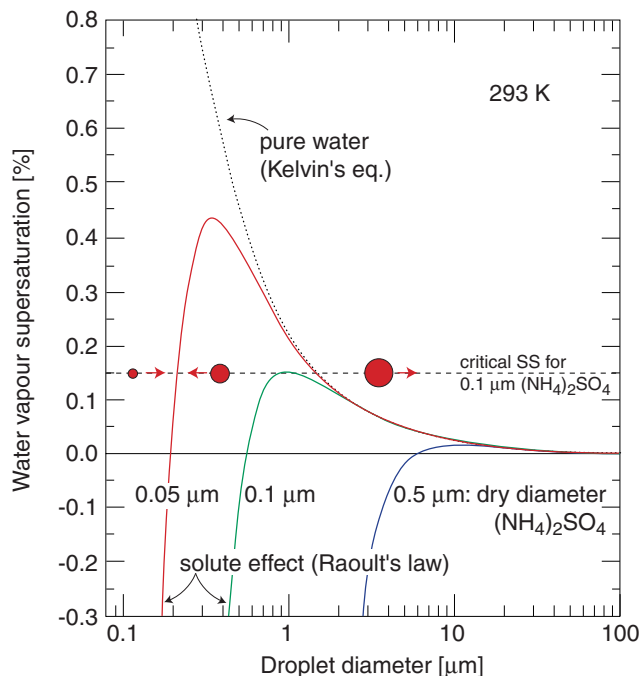 0.8
0.7
0.6
0.5
0.4
0.3
0.2
0.1
0.0
-0.1
-0.2
-0.3
Water vapour supersaturation [%]
293 K
pure water
(Kelvin's eq.)
critical SS for
0.1 μm (NH4)2SO4
0.05 μm
0.1 μm
0.5 μm: dry diameter
(NH4)2SO4
solute effect (Raoult's law)
0.1
1
10
100
Droplet diameter [μm]